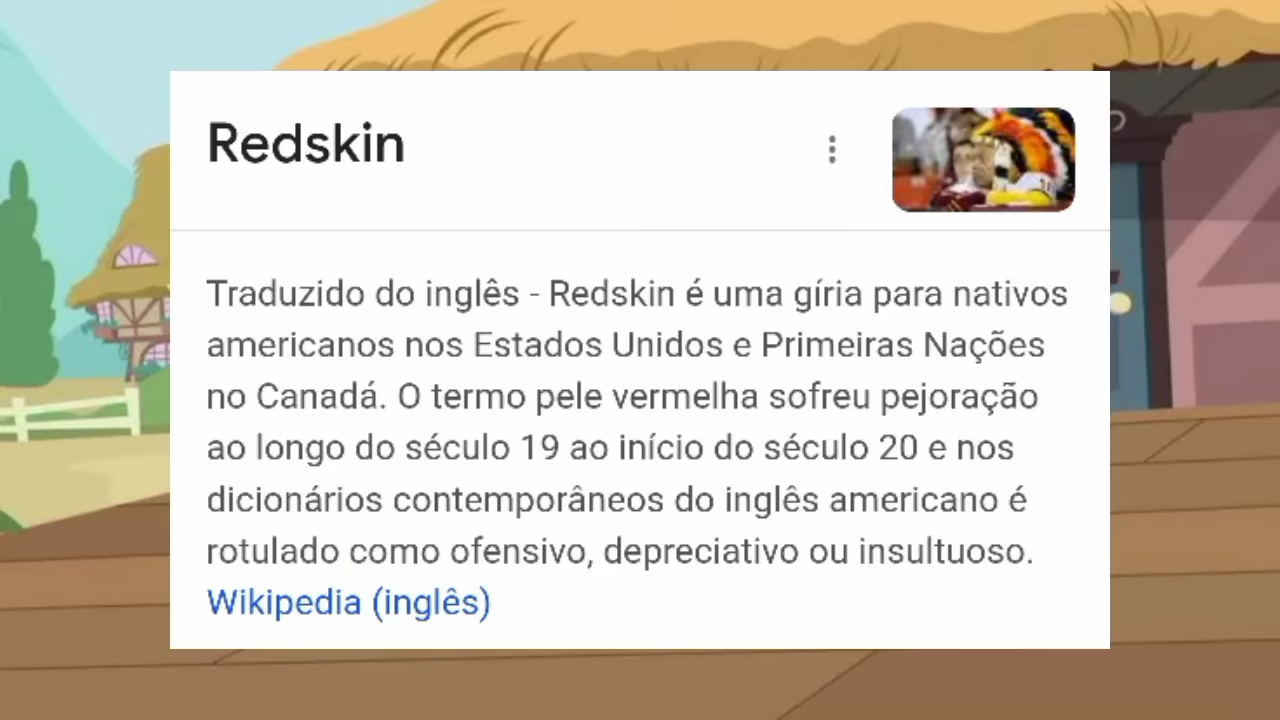 Redskin
Traduzido do inglês - Redskin é uma gíria para nativos
americanos nos Estados Unidos e Primeiras Nações
no Canadá. O termo pele vermelha sofreu pejoração
ao longo do século 19 ao início do século 20 e nos
dicionários contemporâneos do inglês americano é
rotulado como ofensivo, depreciativo ou insultuoso.
Wikipedia (inglês)